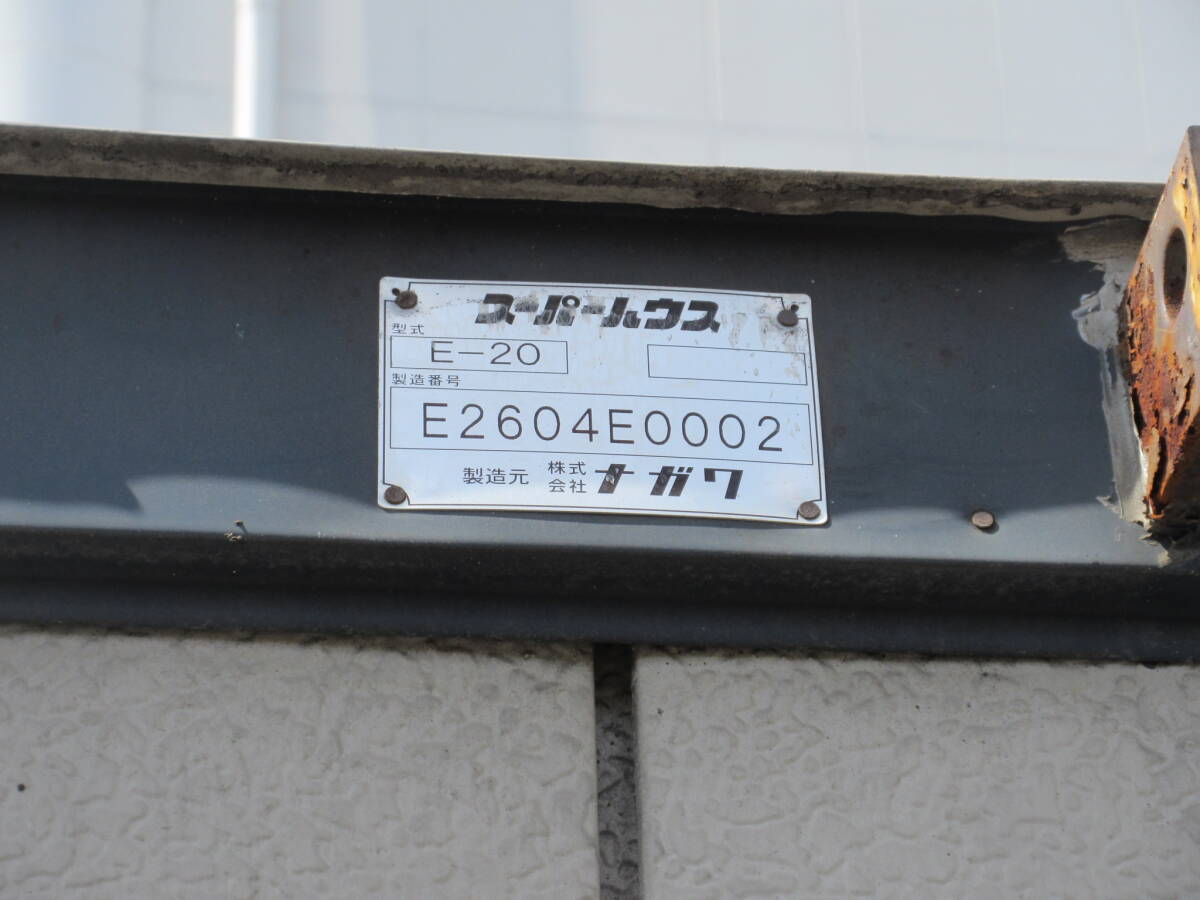 スーパーハウス
型式
E-20
製造番号
E2604E0002
製造元 株式会社 ナガワ